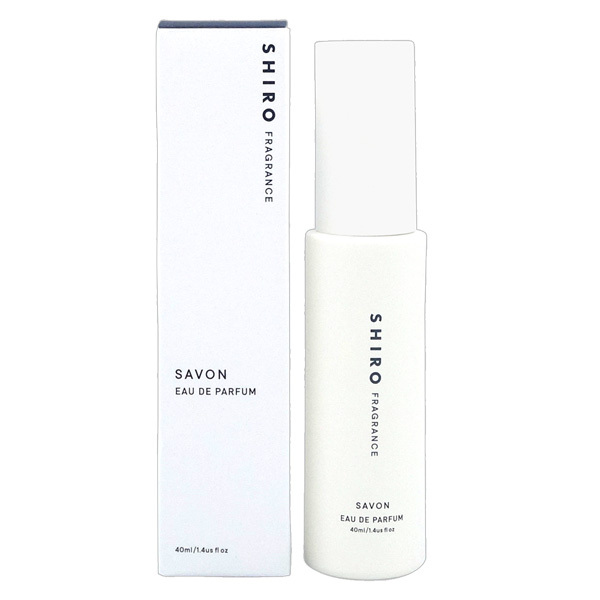 SHIRO FRAGRANCE
SAVON
EAU DE PARFUM
40ml/1.4us fl oz
SHIRO FRAGRANCE
SAVON
EAU DE PARFUM
40ml/1.4us fl oz